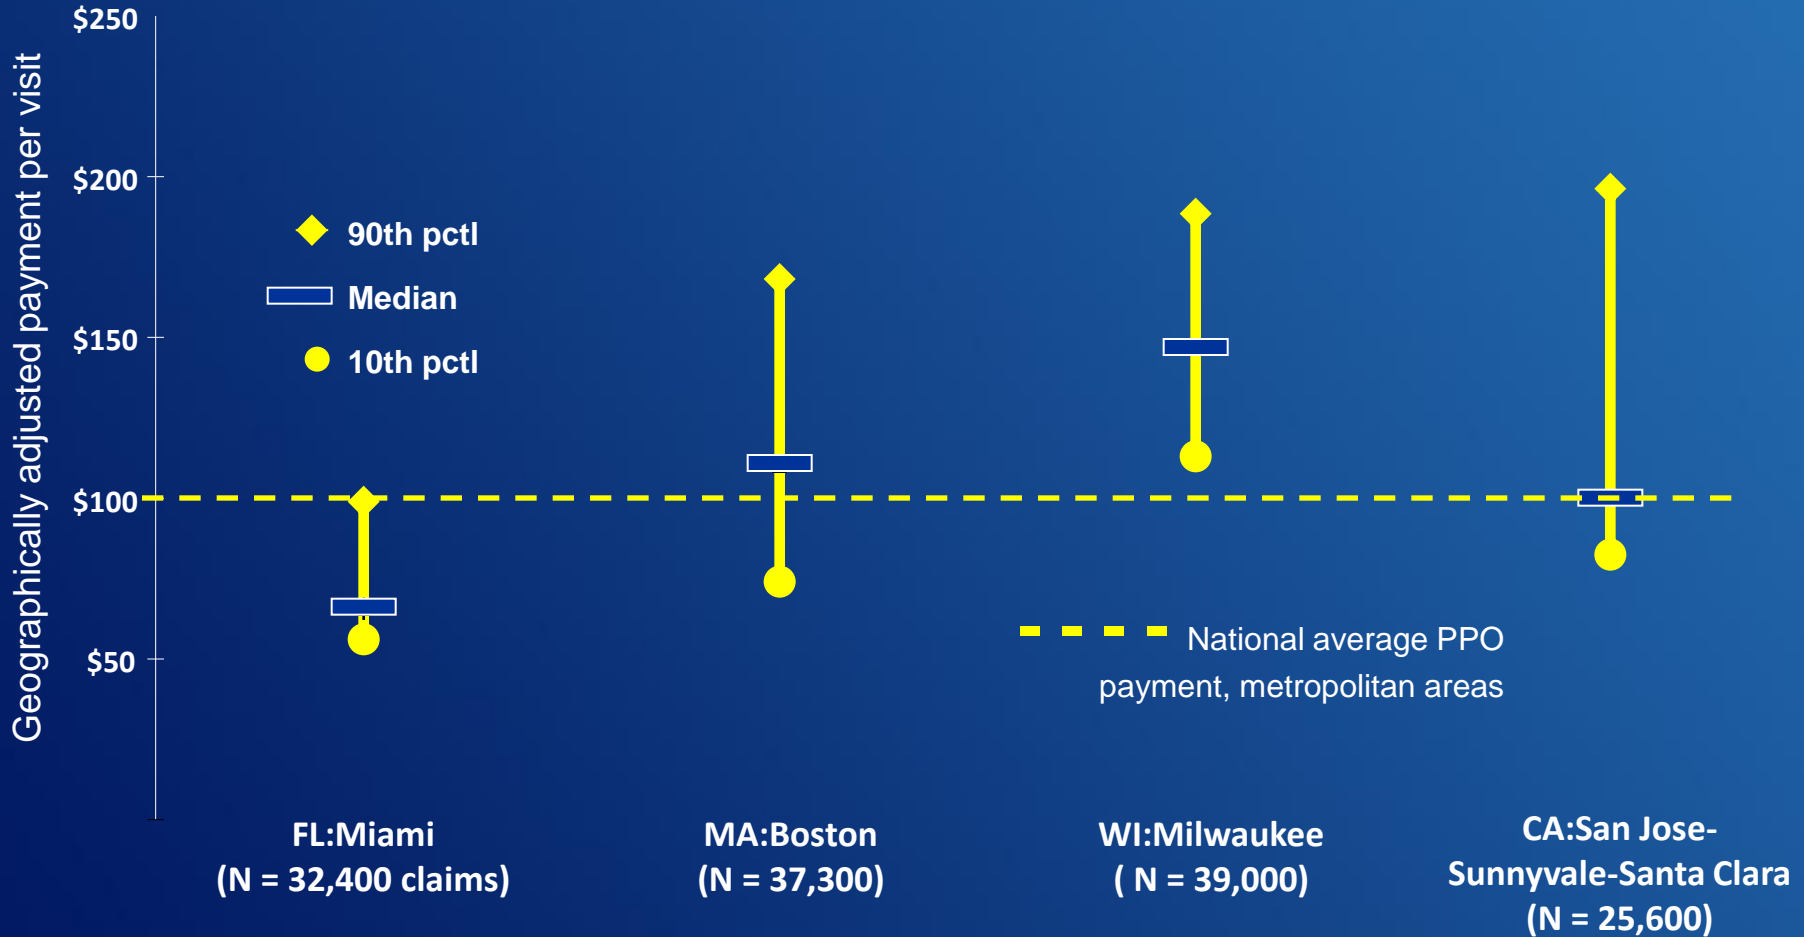 Geographically adjusted payment per visit
$250
$200
$150
$100
$50
90th pctl
Median
10th pctl
National average PPO
payment, metropolitan areas
FL:Miami
(N = 32,400 claims)
MA:Boston
(N = 37,300)
WI:Milwaukee
( N = 39,000)
CA:San Jose-
Sunnyvale-Santa Clara
(N = 25,600)